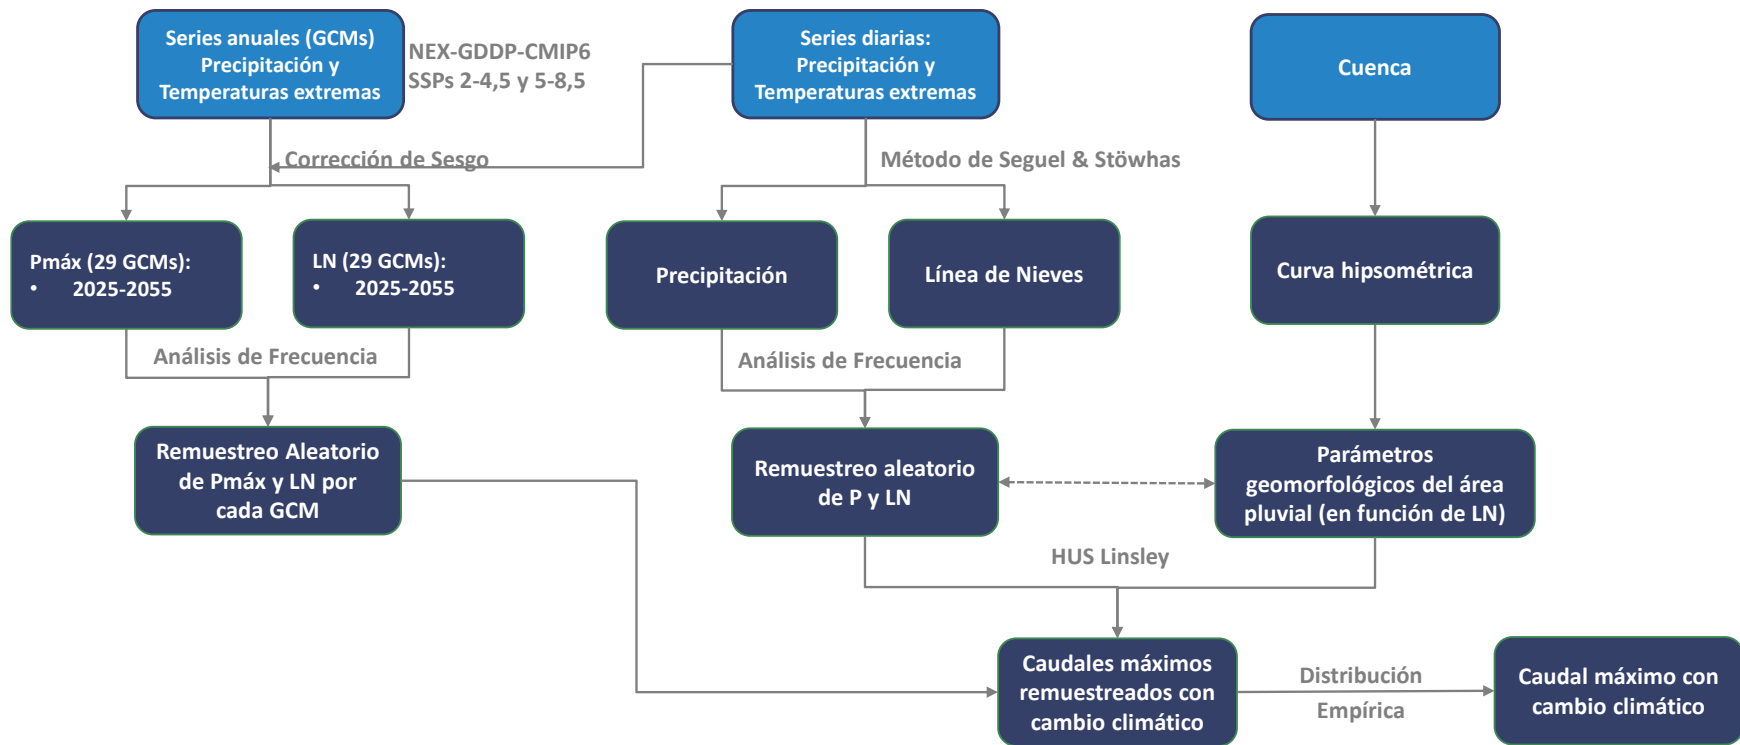 Series anuales (GCMs)
Precipitación y
Temperaturas extremas
NEX-GDDP-CMIP6
SSPs 2-4,5 y 5-8,5
Series diarias:
Precipitación y
Temperaturas extremas
Cuenca
Corrección de Sesgo
Método de Seguel & Stöwhas
Pmáx (29 GCMs):
• 2025-2055
LN (29 GCMs):
• 2025-2055
Precipitación
Línea de Nieves
Curva hipsométrica
Análisis de Frecuencia
Análisis de Frecuencia
Remuestreo Aleatorio
de Pmáx y LN por
cada GCM
Remuestreo aleatorio
de P y LN
Parámetros
geomorfológicos del área
pluvial (en función de LN)
HUS Linsley
Caudales máximos
remuestreados con
cambio climático
Distribución
Empírica
Caudal máximo con
cambio climático